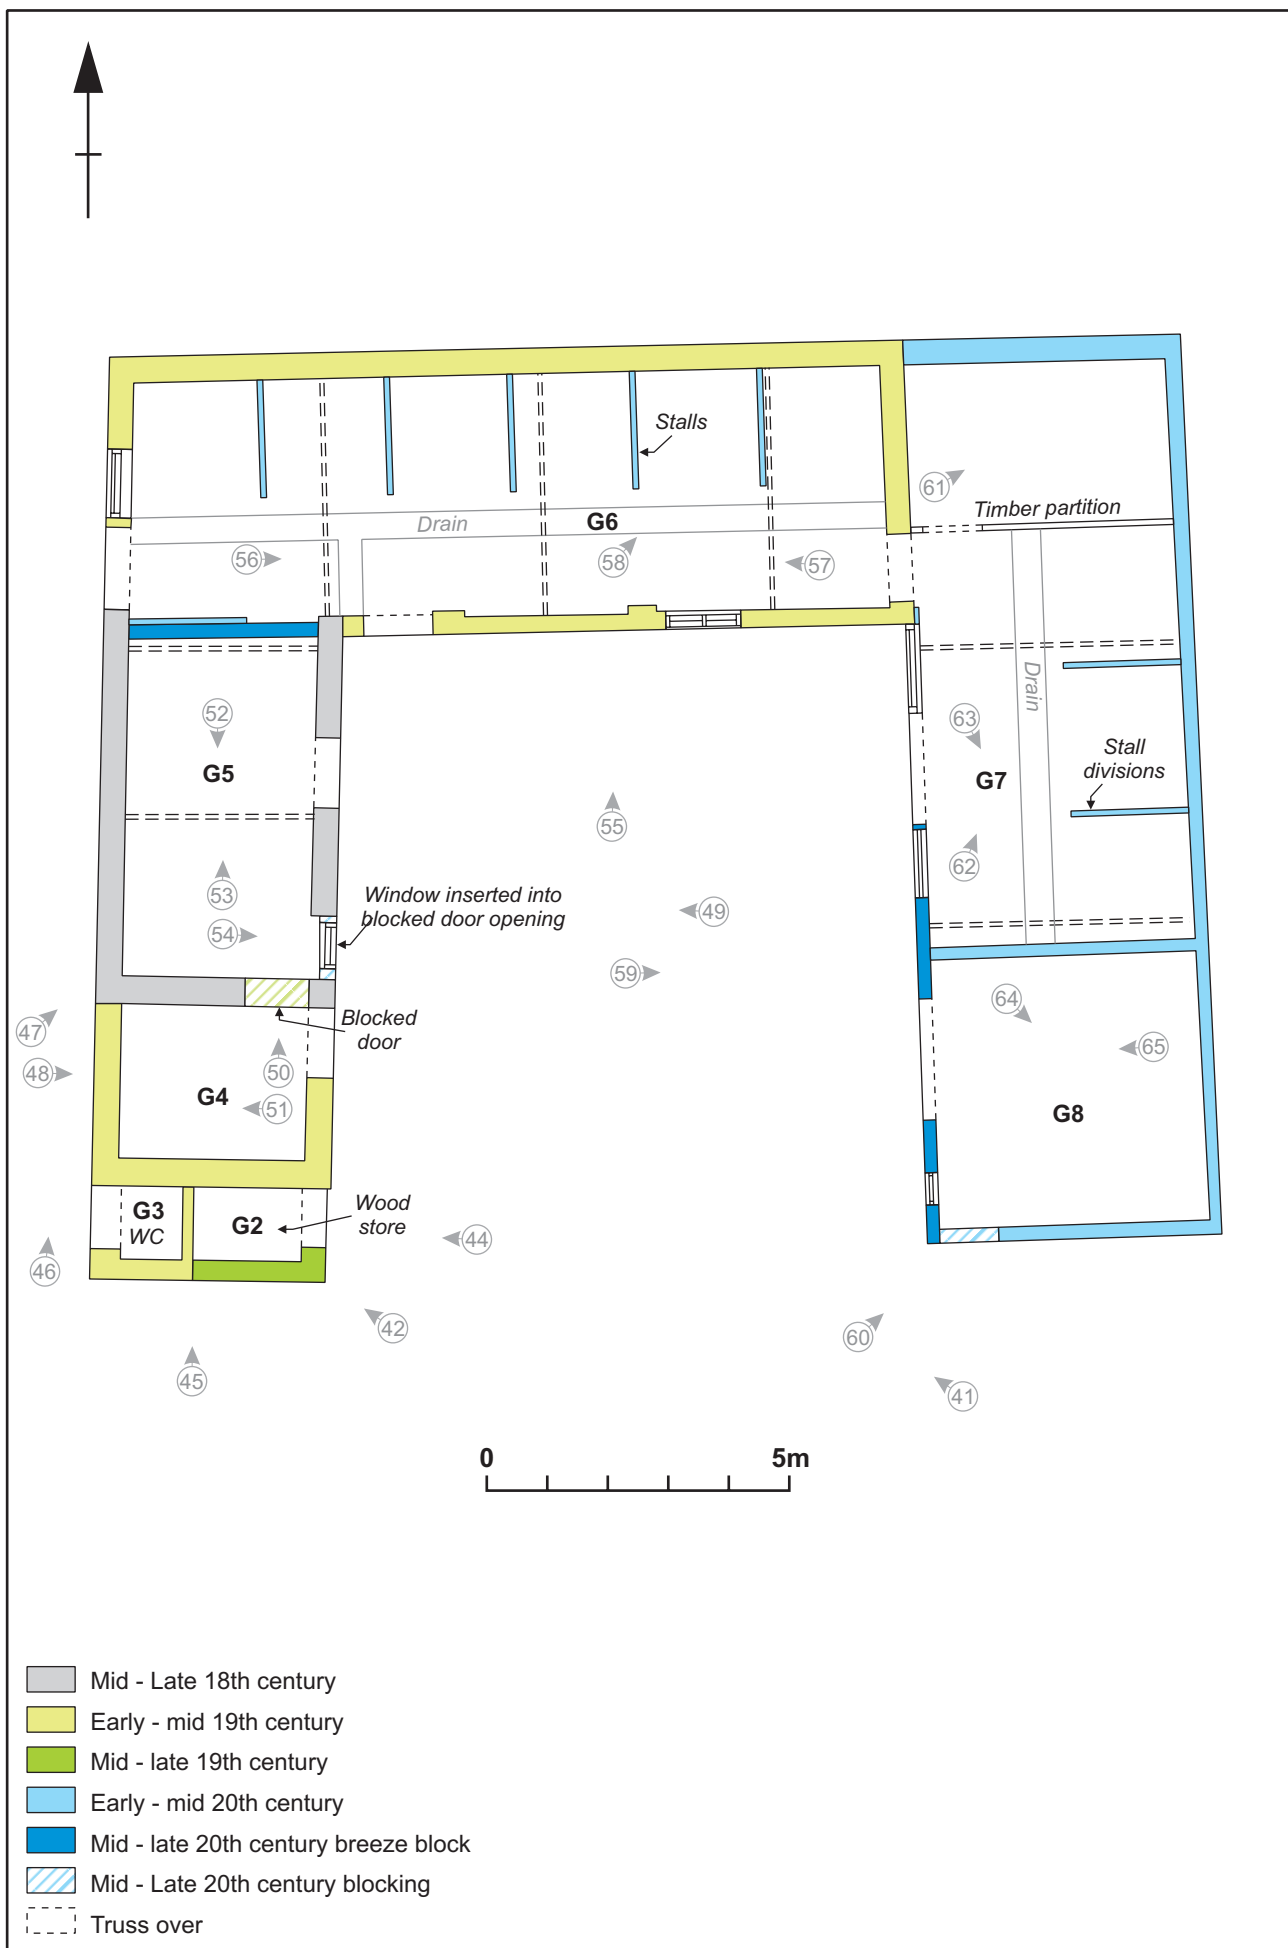 Stalls
61
Timber partition
Drain
G6
56
58
57
52
63
Drain
G5
Stall
divisions
G7
55
62
53
Window inserted into
blocked door opening
49
54
59
64
47
Blocked
door
65
48
50
G4
51
G8
G3
WC
G2
Wood
store
44
46
42
60
45
41
0
5m
Mid - Late 18th century
Early - mid 19th century
Mid - late 19th century
Early - mid 20th century
Mid - late 20th century breeze block
Mid - Late 20th century blocking
Truss over